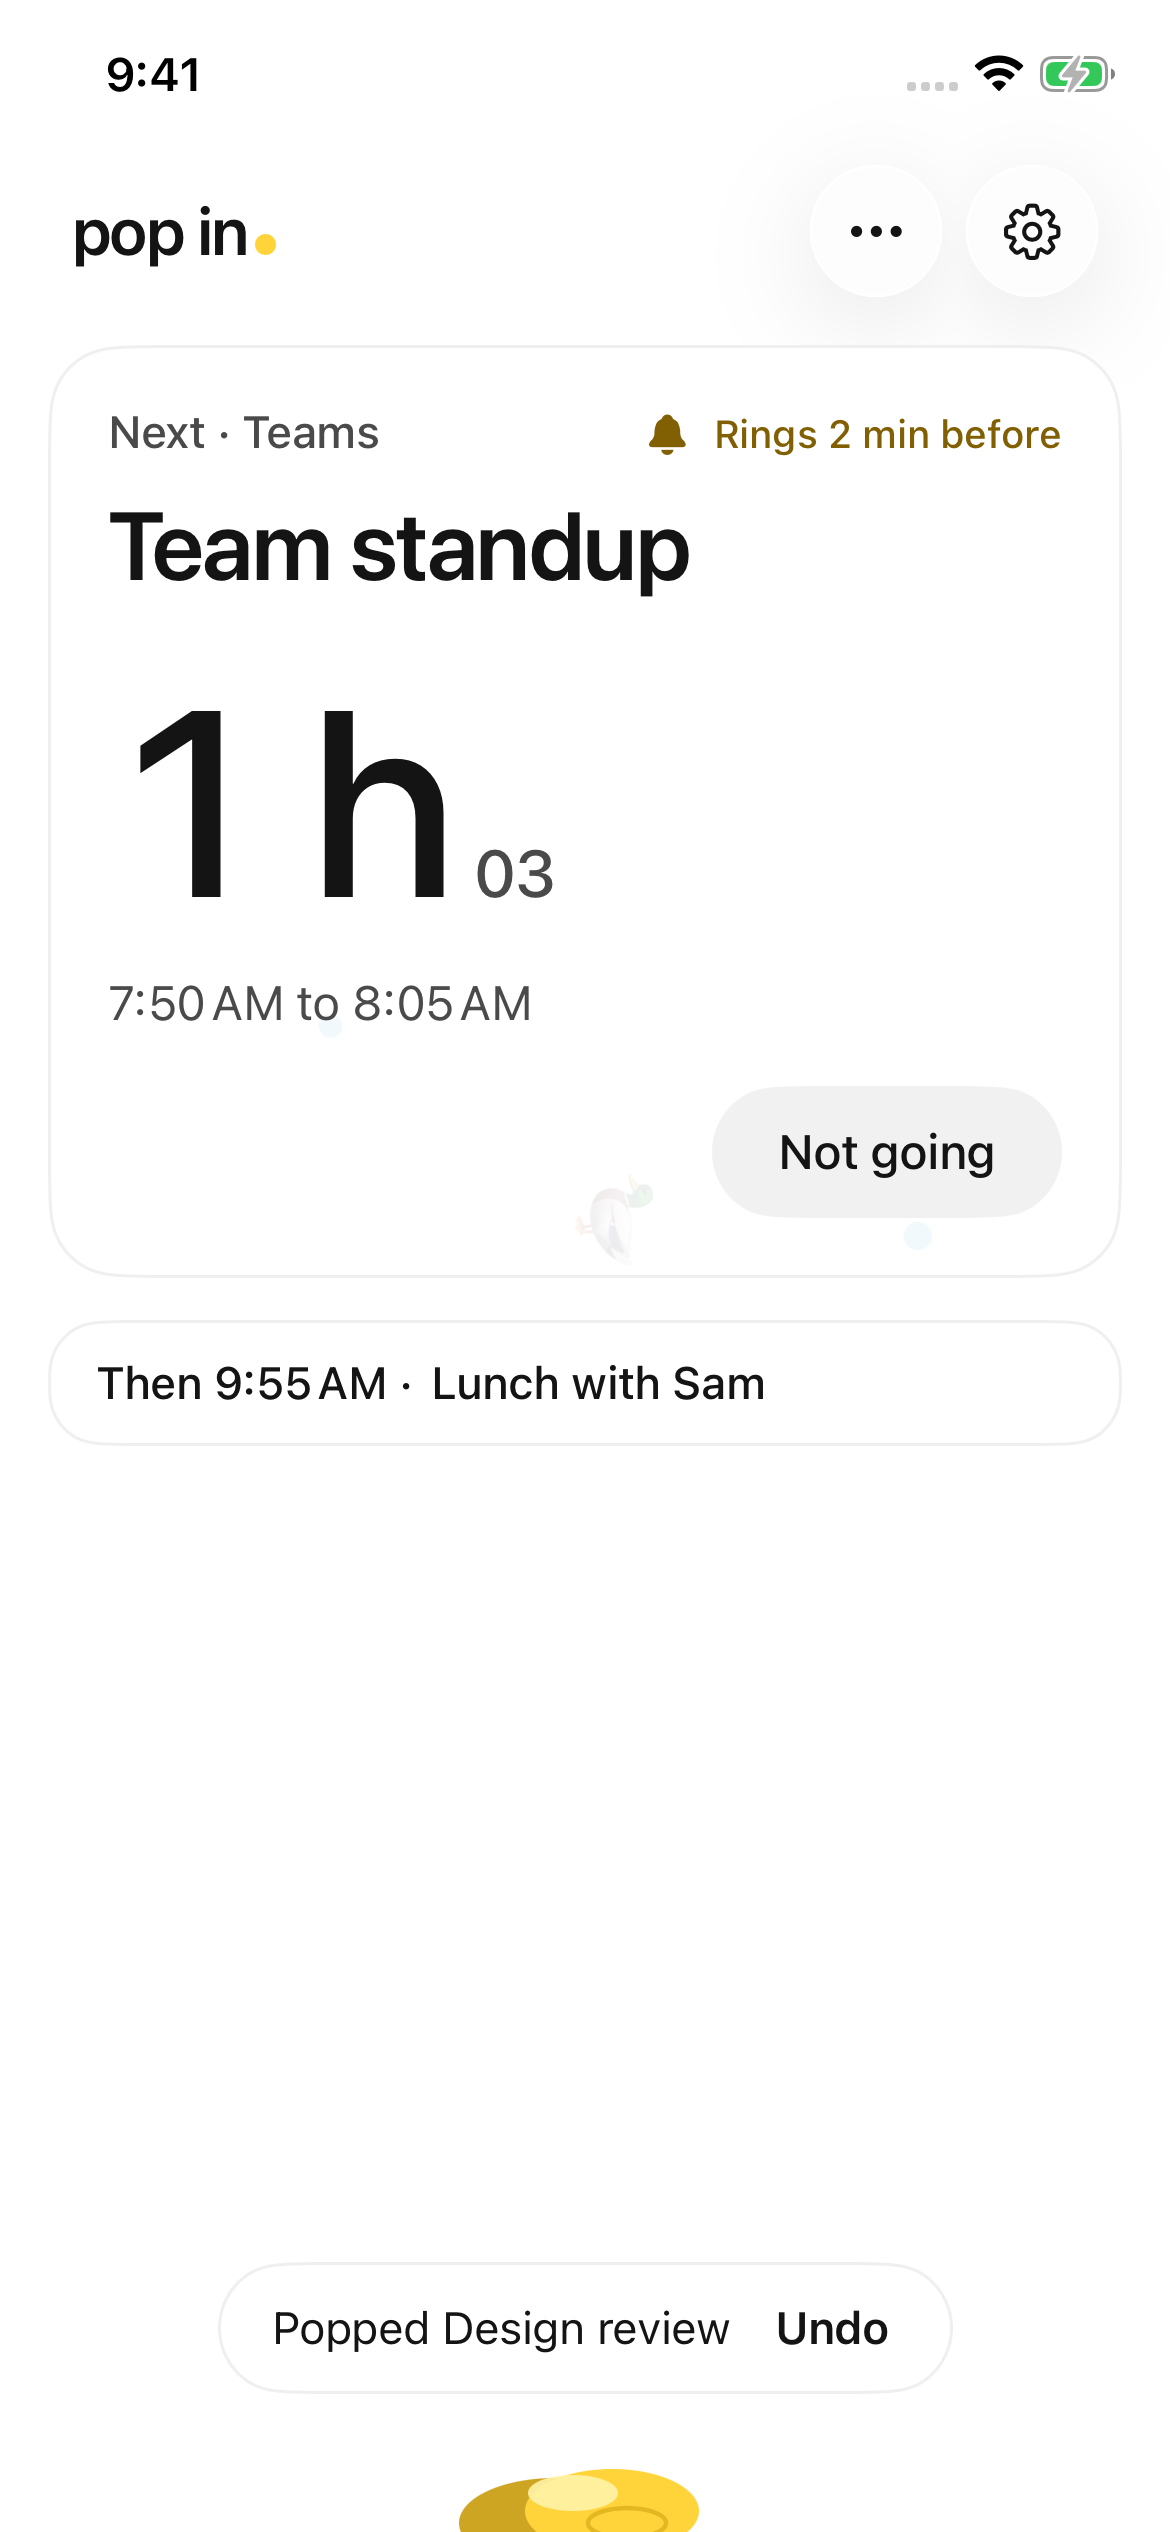 9:41
pop in.
Next · Teams
Rings 2 min before
Team standup
1 h 03
7:50 AM to 8:05 AM
Not going
Then 9:55 AM · Lunch with Sam
Popped Design review Undo